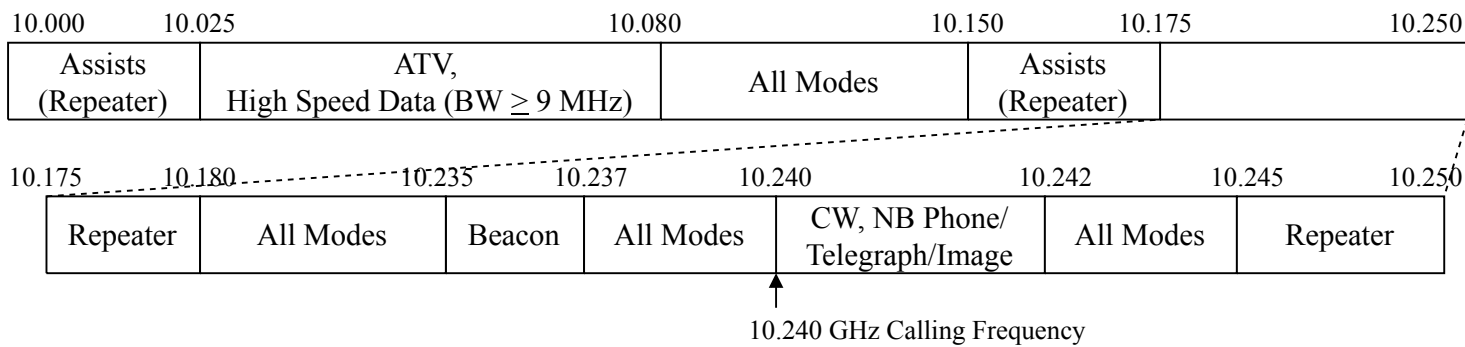 10.000 10.025 10.080 10.150 10.175 10.250
Assists
(Repeater)
ATV,
High Speed Data (BW ≥ 9 MHz)
All Modes
Assists
(Repeater)
10.175 10.180 10.235 10.237 10.240 10.242 10.245 10.250
Repeater
All Modes
Beacon
All Modes
CW, NB Phone/
Telegraph/Image
All Modes
Repeater
10.240 GHz Calling Frequency